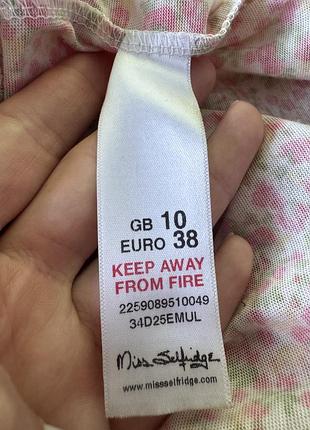 GB 10
EURO 38
KEEP AWAY
FROM FIRE
2259089510049
34D25EMUL
Miss Selfridge
www.missselfridge.com